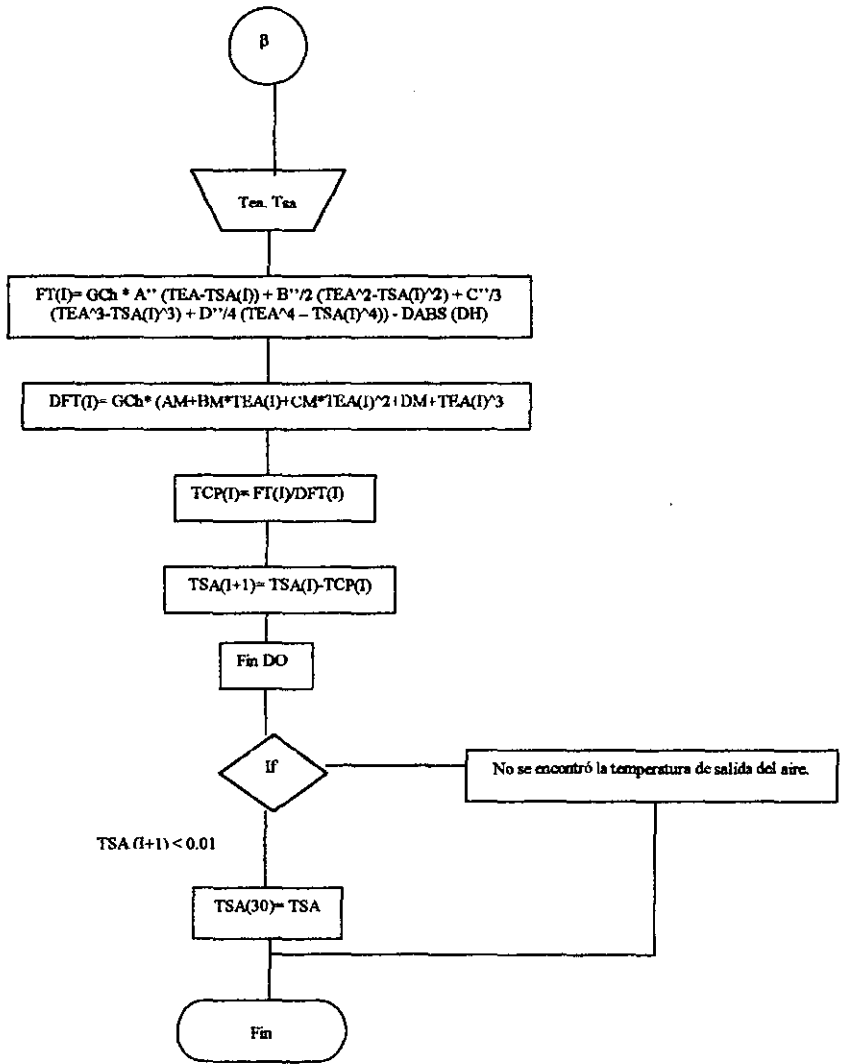 β
Tea. Tsa
FT(I)= GCh * A'' (TEA-TSA(I)) + B''/2 (TEA^2-TSA(I)^2) + C''/3
(TEA^3-TSA(I)^3) + D''/4 (TEA^4 – TSA(I)^4)) - DABS (DH)
DFT(I)= GCh* (AM+BM*TEA(I)+CM*TEA(I)^2+DM+TEA(I)^3
TCP(I)= FT(I)/DFT(I)
TSA(I+1)= TSA(I)-TCP(I)
Fin DO
If
No se encontró la temperatura de salida del aire.
TSA (I+1) < 0.01
TSA(30)= TSA
Fin